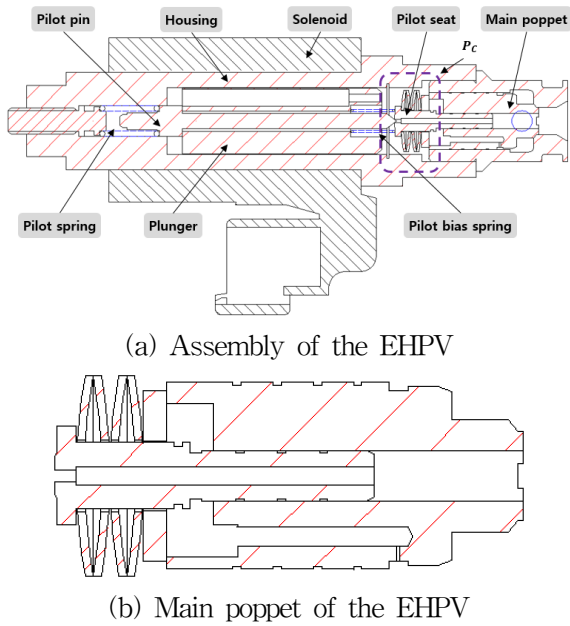 Pilot pin
Housing
Solenoid
Pilot seat
P_C
Main poppet
Pilot spring
Plunger
Pilot bias spring
(a) Assembly of the EHPV
(b) Main poppet of the EHPV